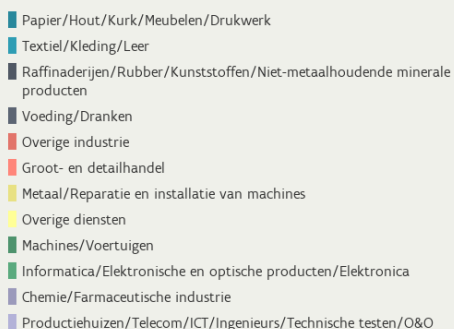 Papier/Hout/Kurk/Meubelen/Drukwerk
Textiel/Kleding/Leer
Raffinaderijen/Rubber/Kunststoffen/Niet-metaalhoudende minerale
producten
Voeding/Dranken
Overige industrie
Groot- en detailhandel
Metaal/Reparatie en installatie van machines
Overige diensten
Machines/Voertuigen
Informatica/Elektronische en optische producten/Elektronica
Chemie/Farmaceutische industrie
Productiehuizen/Telecom/ICT/Ingenieurs/Technische testen/O&O